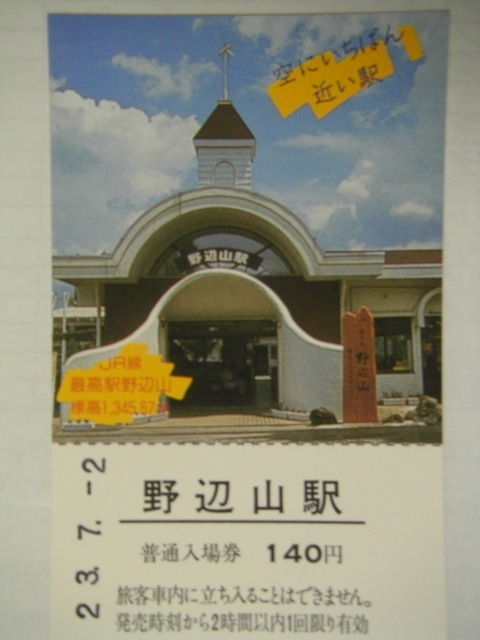 空にいちばん
近い駅
野辺山駅
野辺山
JR線
最高駅野辺山
標高1,345.67m
23.7.-2
野辺山駅
普通入場券 140円
旅客車内に立ち入ることはできません。
発売時刻から2時間以内1回限り有効